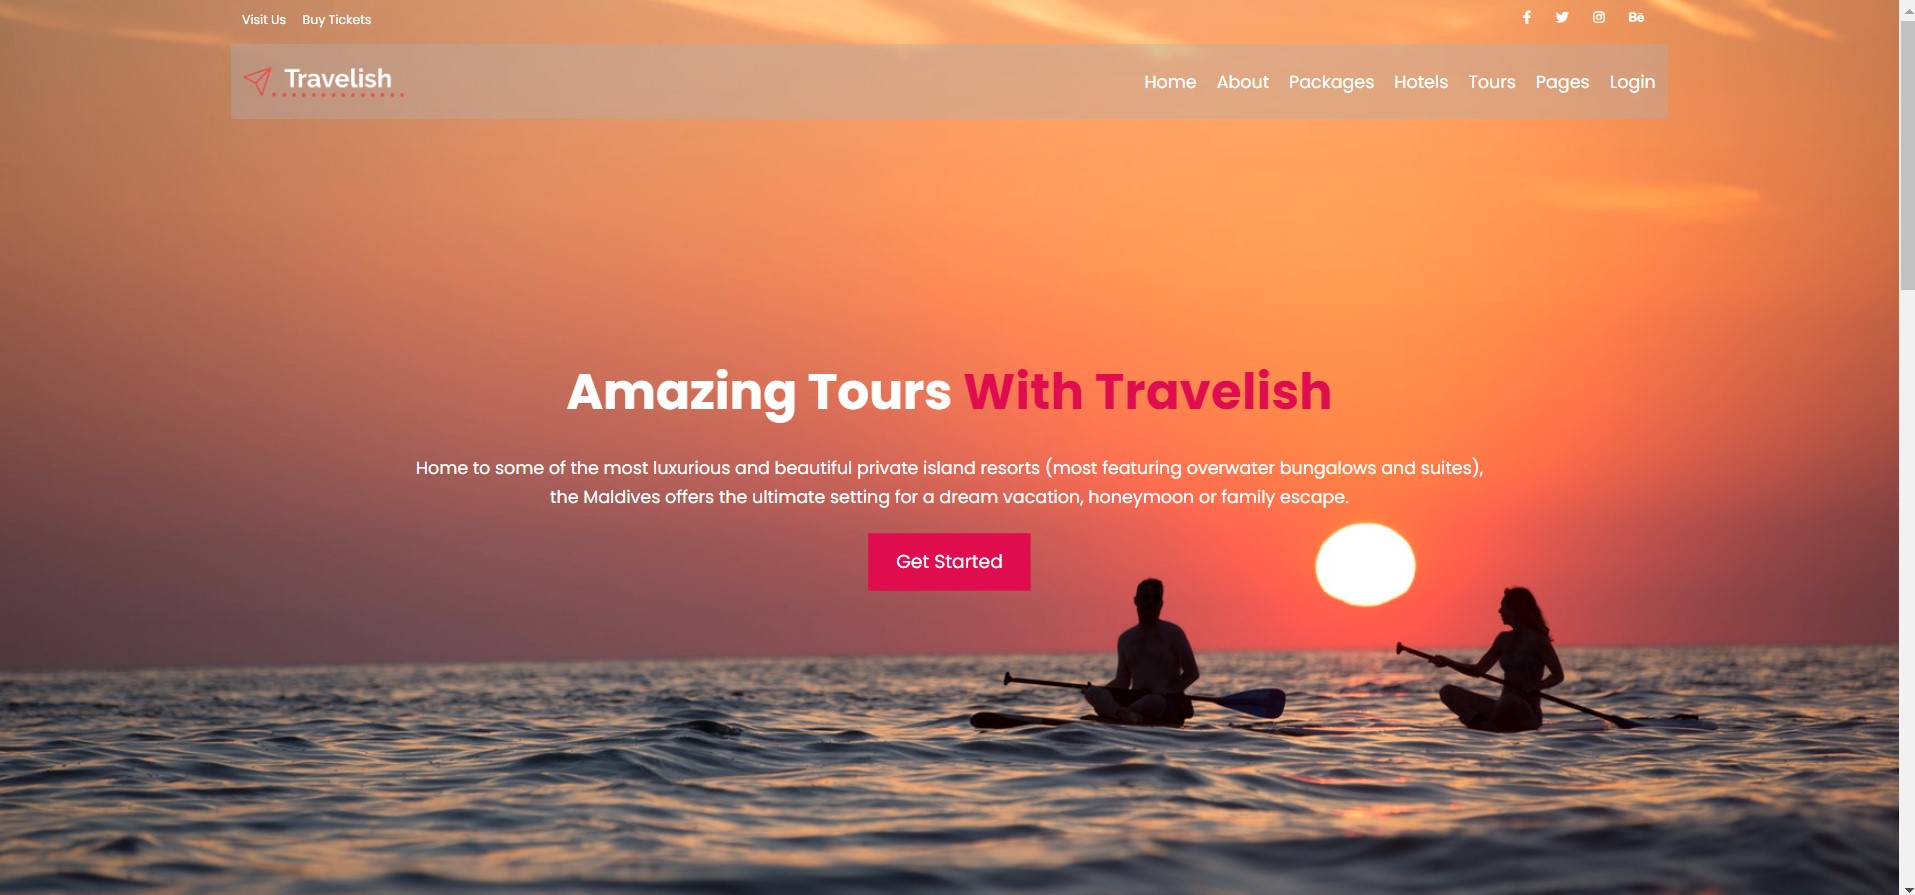 Visit Us Buy Tickets
Bē
Travelish
Home About Packages Hotels Tours Pages Login
Amazing Tours With Travelish
Home to some of the most luxurious and beautiful private island resorts (most featuring overwater bungalows and suites),
the Maldives offers the ultimate setting for a dream vacation, honeymoon or family escape.
Get Started